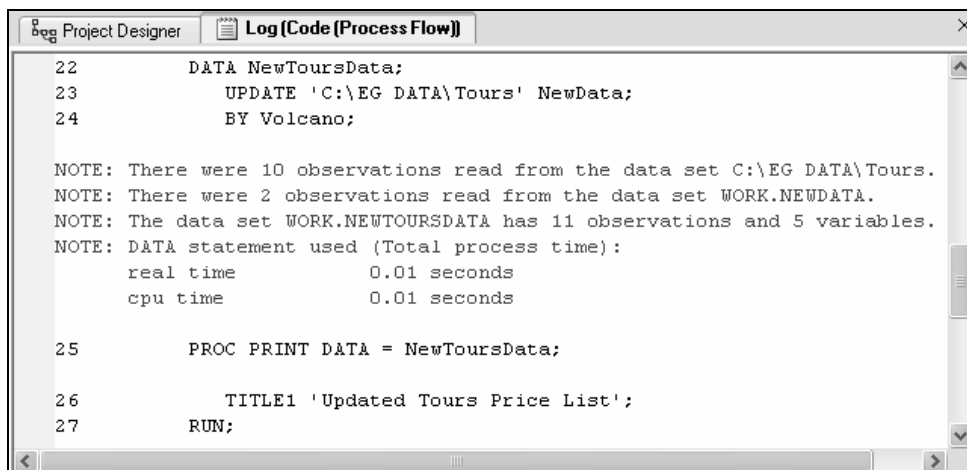 Project Designer Log (Code (Process Flow))
22 DATA NewToursData;
23 UPDATE 'C:\EG DATA\Tours' NewData;
24 BY Volcano;
NOTE: There were 10 observations read from the data set C:\EG DATA\Tours.
NOTE: There were 2 observations read from the data set WORK.NEWDATA.
NOTE: The data set WORK.NEWTOURSDATA has 11 observations and 5 variables.
NOTE: DATA statement used (Total process time):
real time 0.01 seconds
cpu time 0.01 seconds
25 PROC PRINT DATA = NewToursData;
26 TITLE1 'Updated Tours Price List';
27 RUN;